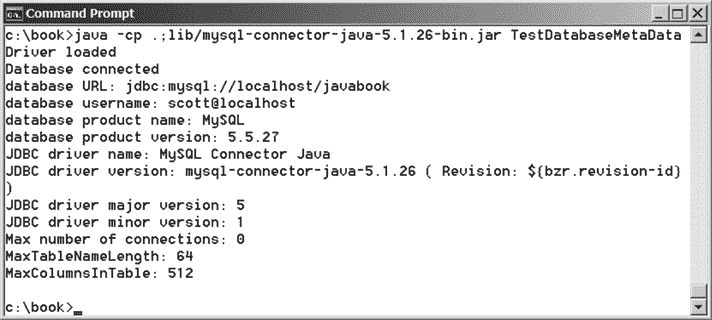 Command Prompt
c:\book>java -cp .;lib/mysql-connector-java-5.1.26-bin.jar TestDatabaseMetaData
Driver loaded
Database connected
database URL: jdbc:mysql://localhost/javabook
database username: scott@localhost
database product name: MySQL
database product version: 5.5.27
JDBC driver name: MySQL Connector Java
JDBC driver version: mysql-connector-java-5.1.26 ( Revision: ${bzr.revision-id}
)
JDBC driver major version: 5
JDBC driver minor version: 1
Max number of connections: 0
MaxTableNameLength: 64
MaxColumnsInTable: 512
c:\book>_